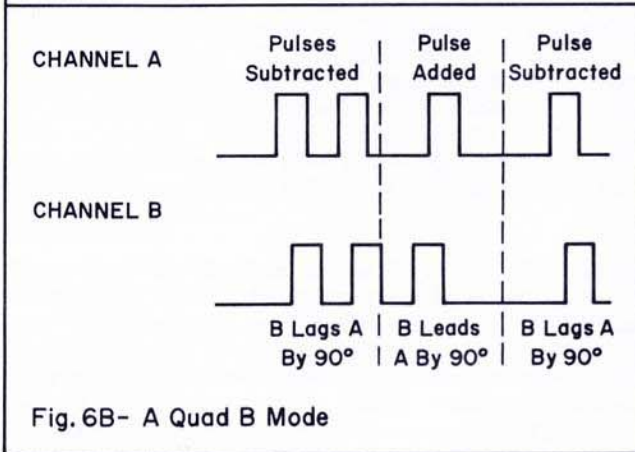 CHANNEL A
Pulses Subtracted
Pulse Added
Pulse Subtracted
CHANNEL B
B Lags A By 90°
B Leads A By 90°
B Lags A By 90°
Fig. 6B- A Quad B Mode